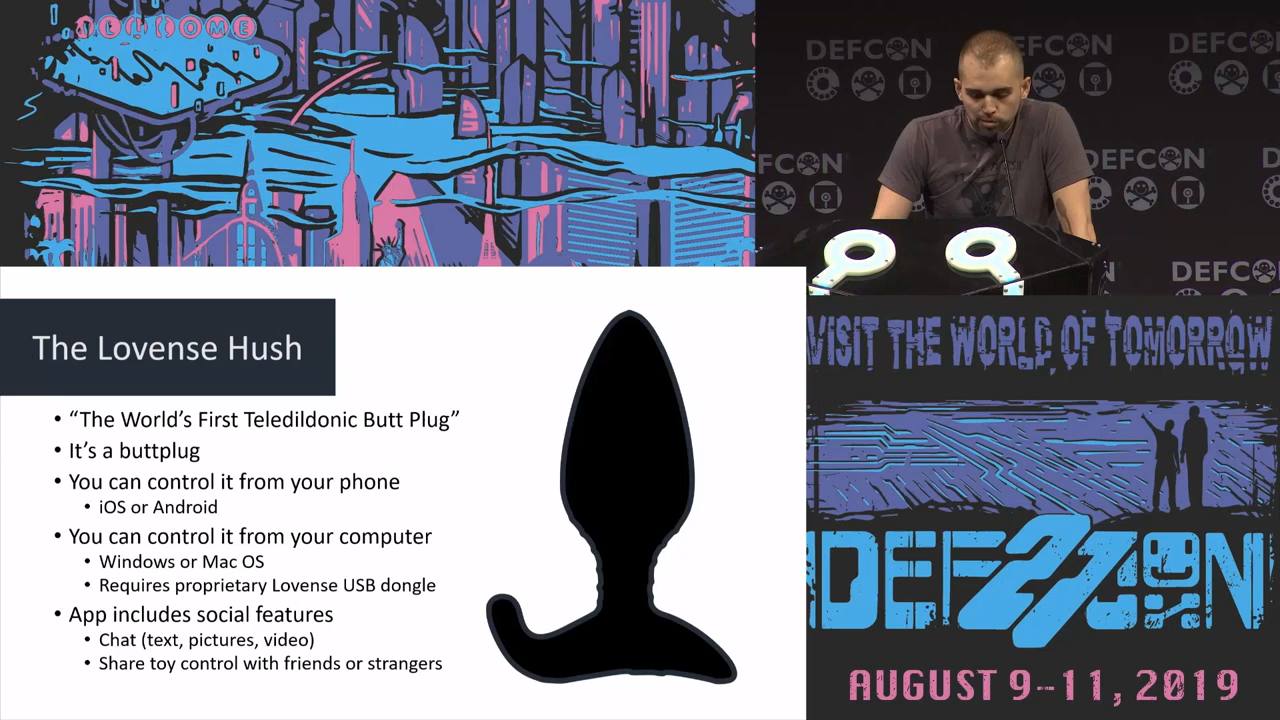 WELCOME
DEFCON
DEFCON
DEFCON
FCON
DEFCON
DEFCON
The Lovense Hush
• “The World’s First Teledildonic Butt Plug”
• It’s a buttplug
• You can control it from your phone
• iOS or Android
• You can control it from your computer
• Windows or Mac OS
• Requires proprietary Lovense USB dongle
• App includes social features
• Chat (text, pictures, video)
• Share toy control with friends or strangers
VISIT THE WORLD OF TOMORROW
DEF27CON
AUGUST 9-11, 2019